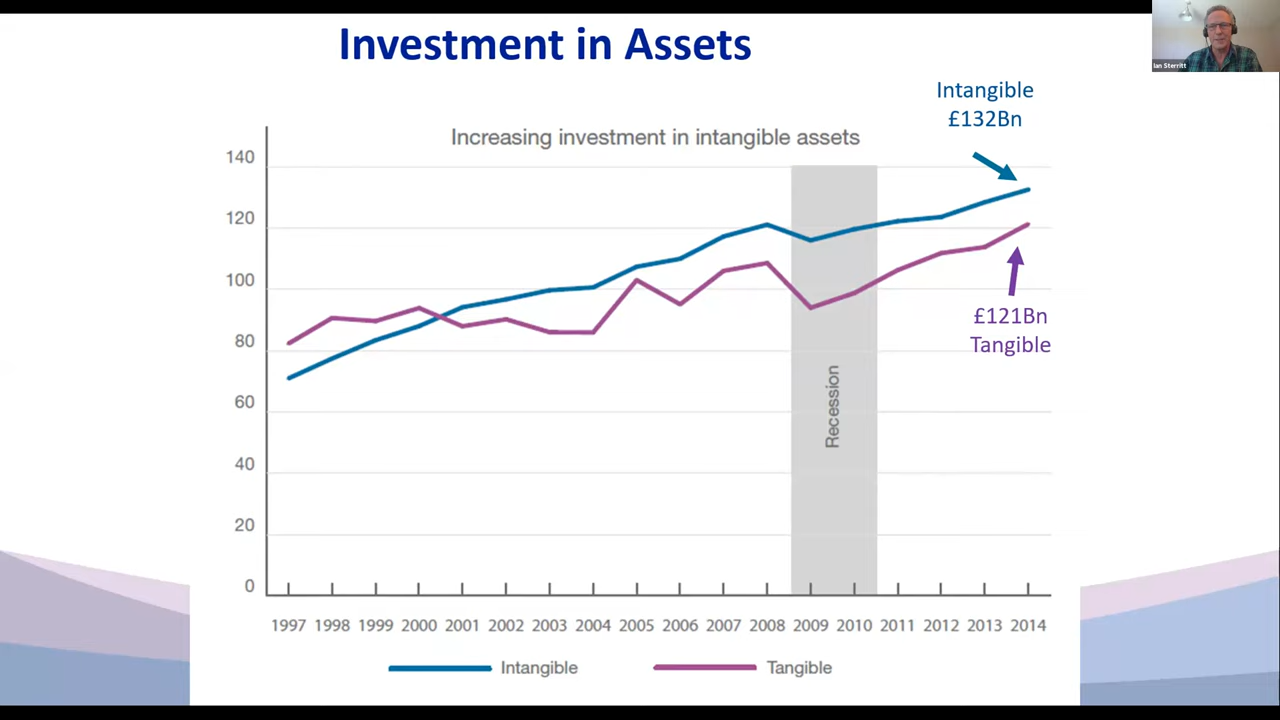 Investment in Assets
Ian Sterritt
Intangible
£132Bn
Increasing investment in intangible assets
140
120
100
80
60
40
20
0
£121Bn
Tangible
Recession
1997 1998 1999 2000 2001 2002 2003 2004 2005 2006 2007 2008 2009 2010 2011 2012 2013 2014
Intangible Tangible